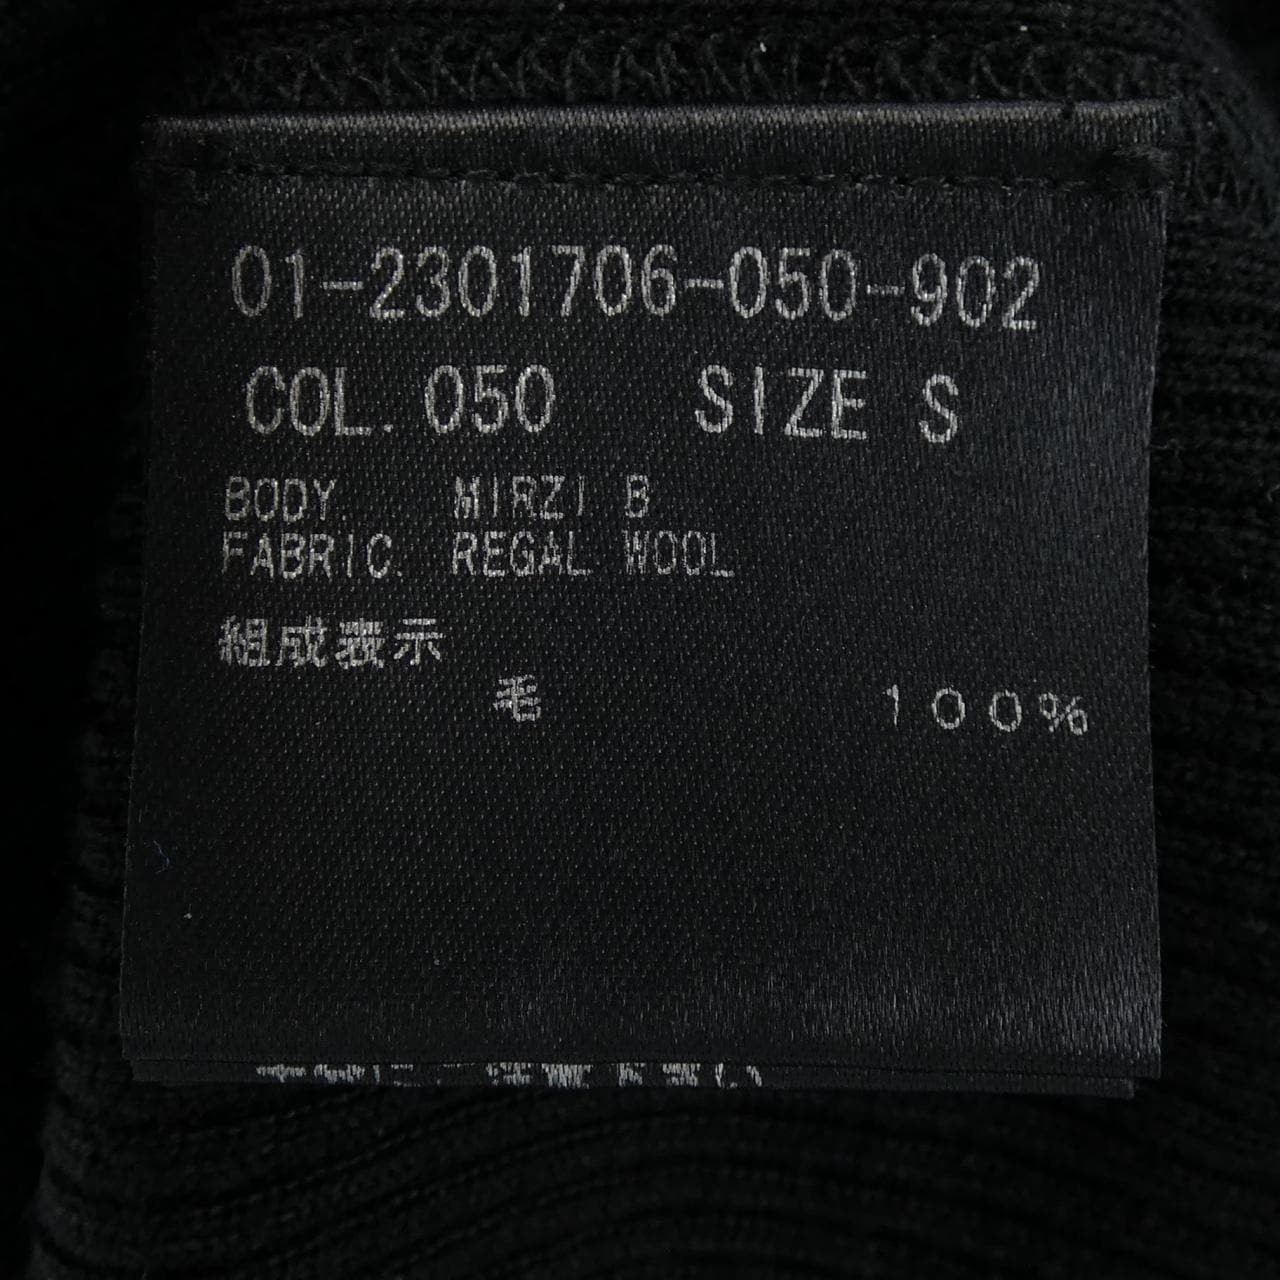 01-2301706-050-902
COL. 050 SIZE S
BODY. MIRZI B
FABRIC. REGAL WOOL
組成表示
毛 100%